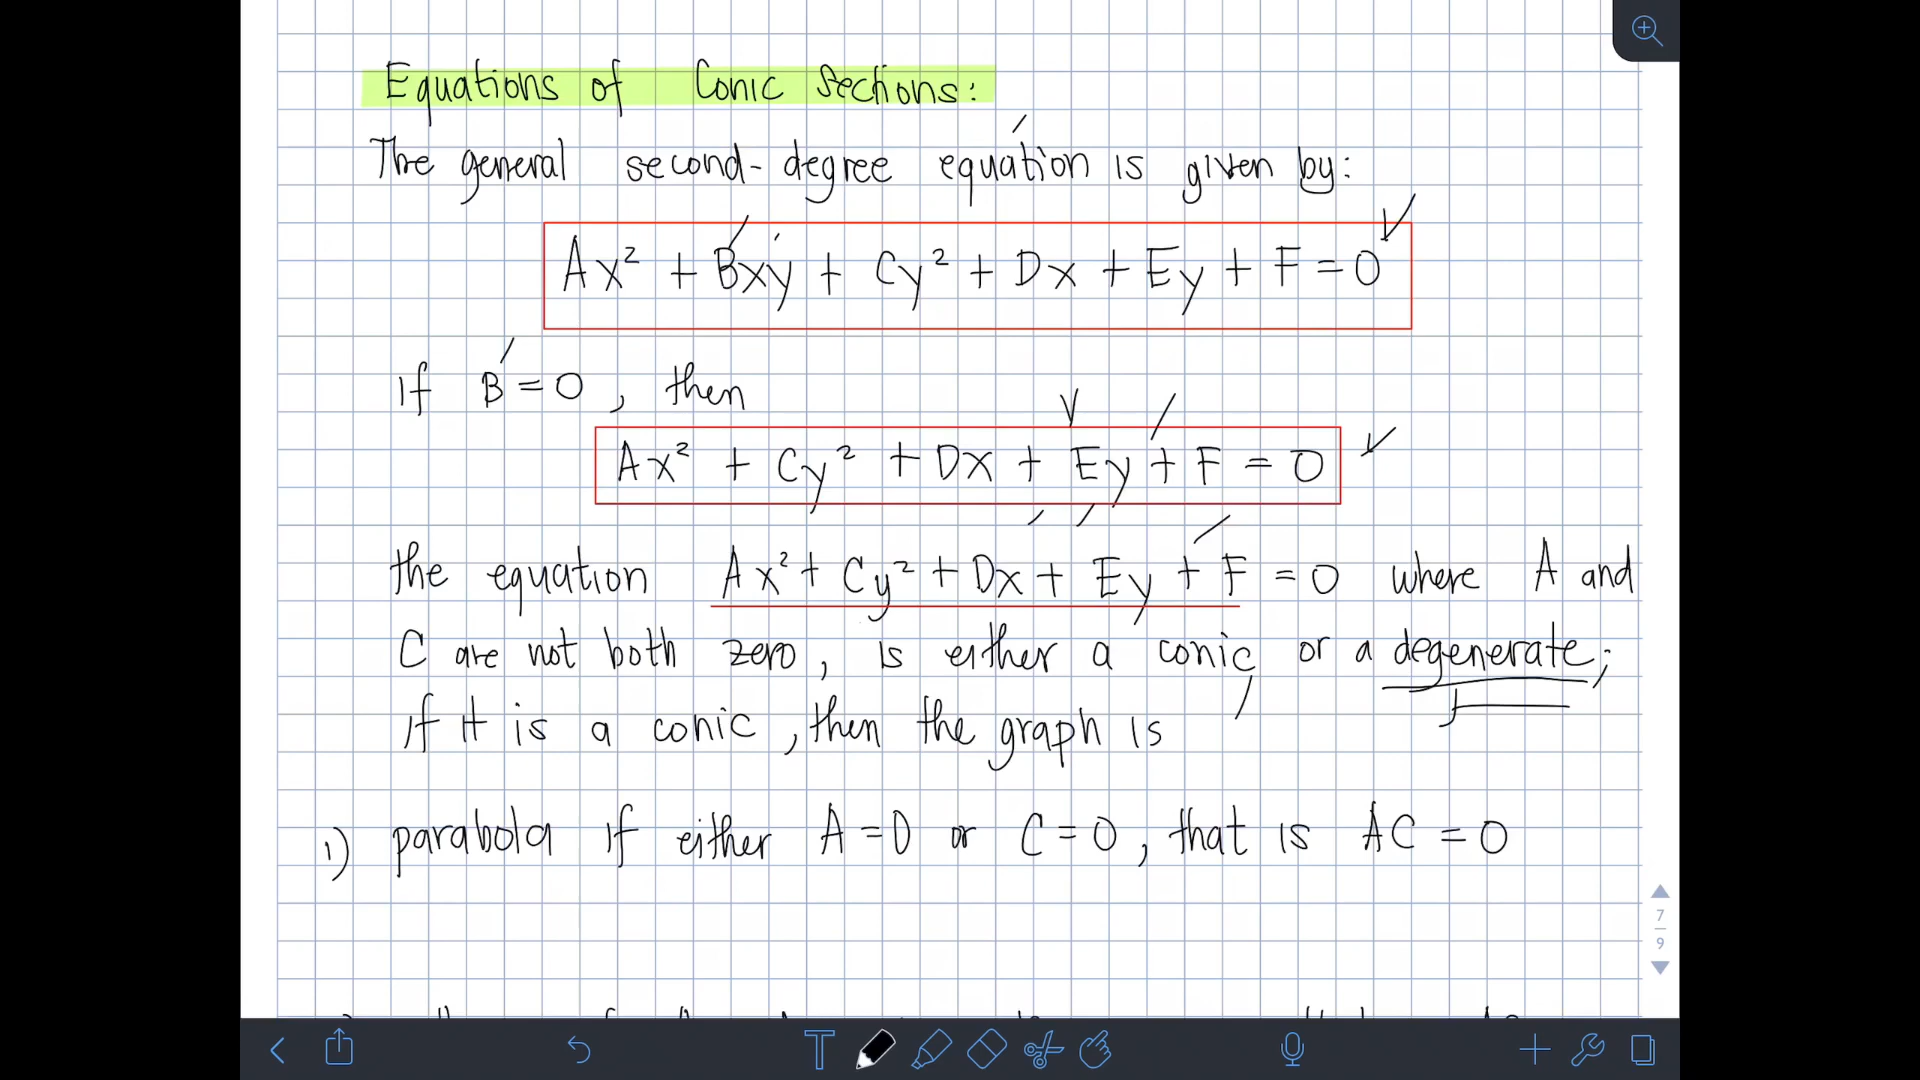 Equations of Conic Sections:
The general second-degree equation is given by:
Ax² + Bxy + Cy² + Dx + Ey + F = 0
If B = 0, then
Ax² + Cy² + Dx + Ey + F = 0
the equation Ax² + Cy² + Dx + Ey + F = 0 where A and
C are not both zero, is either a conic or a degenerate;
if it is a conic, then the graph is
1) parabola if either A = 0 or C = 0, that is AC = 0
7
9
T